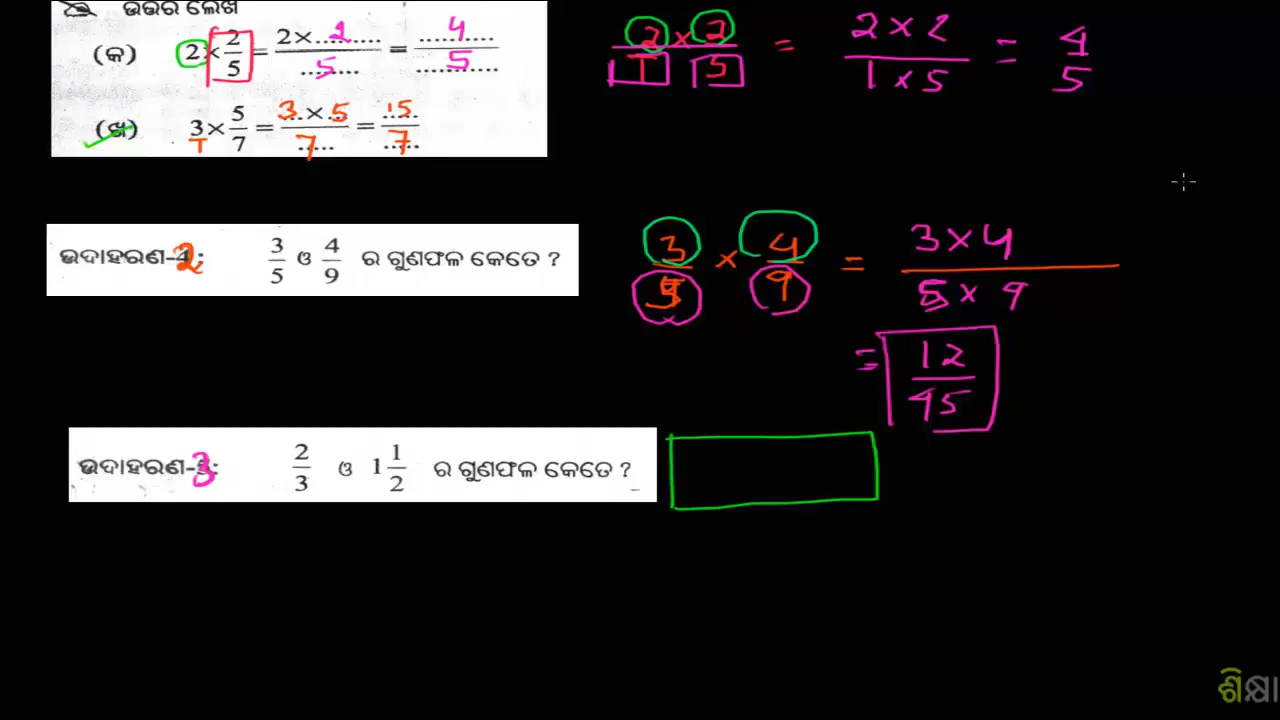 ଉତ୍ତର ଲେଖ
(କ) 2 × 2/5 = 2 × ...2... / ...5... = ...4... / ...5...
2/1 × 2/5 = 2 × 2 / 1 × 5 = 4/5
(ଖ) 3/1 × 5/7 = 3 × 5 / 7 = 15/7
ଉଦାହରଣ-2: 3/5 ଓ 4/9 ର ଗୁଣଫଳ କେତେ ?
3/5 × 4/9 = 3 × 4 / 5 × 9
= 12/45
ଉଦାହରଣ-3: 2/3 ଓ 1 1/2 ର ଗୁଣଫଳ କେତେ ?
ଶିକ୍ଷା